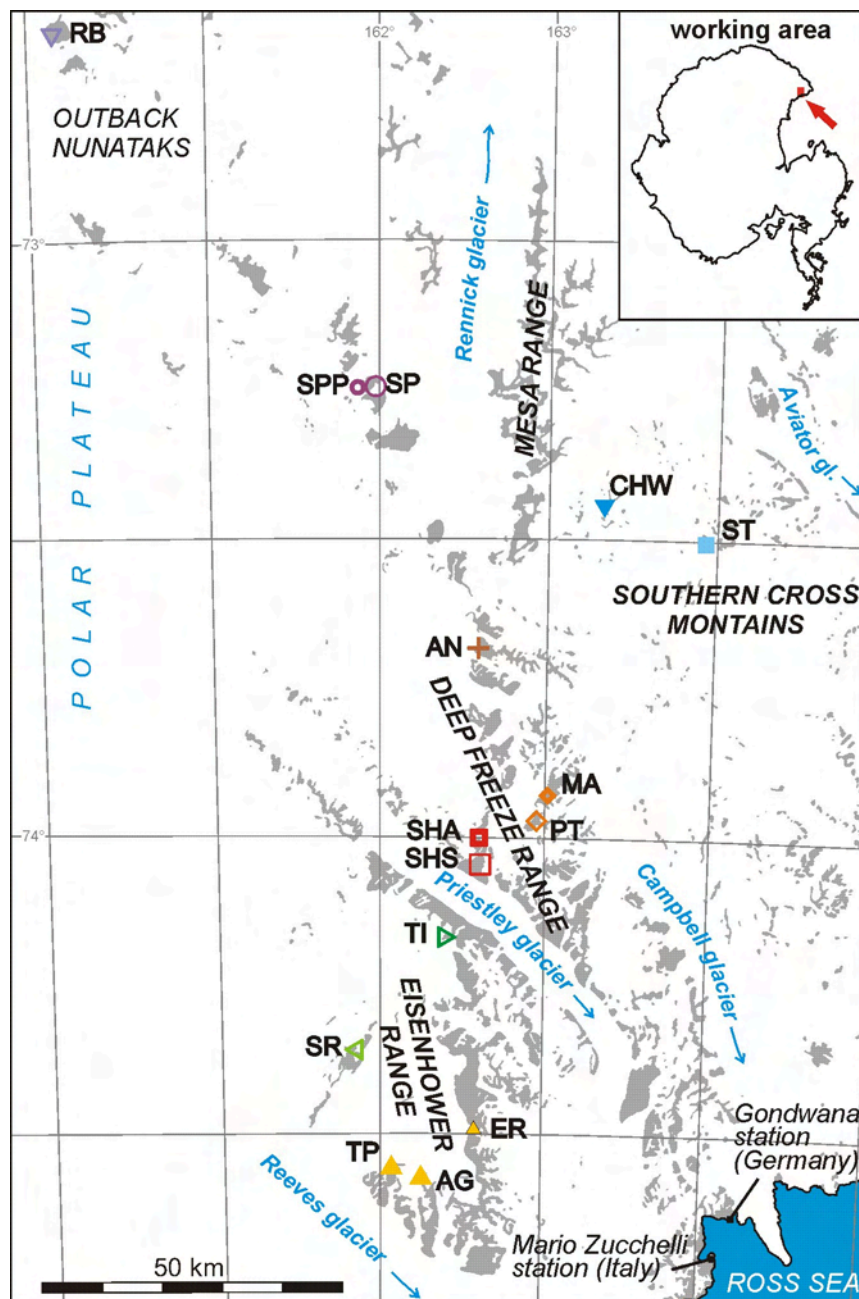 RB
162°
163°
working area
OUTBACK
NUNATAKS
Rennick glacier
73°
MESA RANGE
POLAR PLATEAU
SPP
SP
Aviator gl.
CHW
ST
SOUTHERN CROSS
MONTAINS
AN
DEEP FREEZE RANGE
MA
PT
SHA
74°
SHS
Priestley glacier
Campbell glacier
TI
EISENHOWER
RANGE
SR
ER
TP
AG
Reeves glacier
Gondwana
station
(Germany)
Mario Zucchelli
station (Italy)
50 km
ROSS SEA